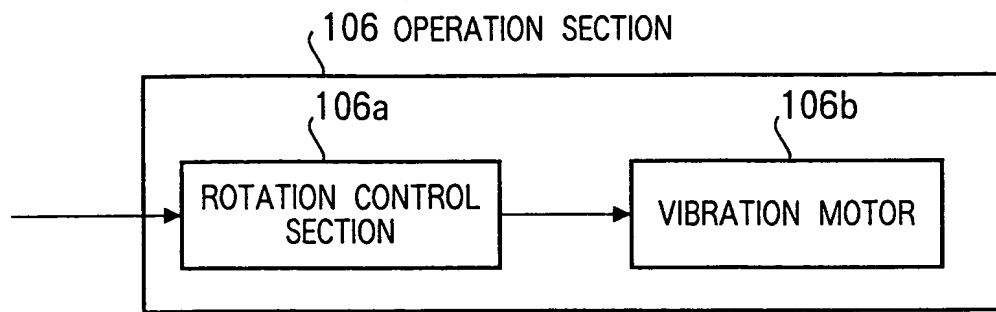 106 OPERATION SECTION
106a
106b
ROTATION CONTROL
SECTION
VIBRATION MOTOR